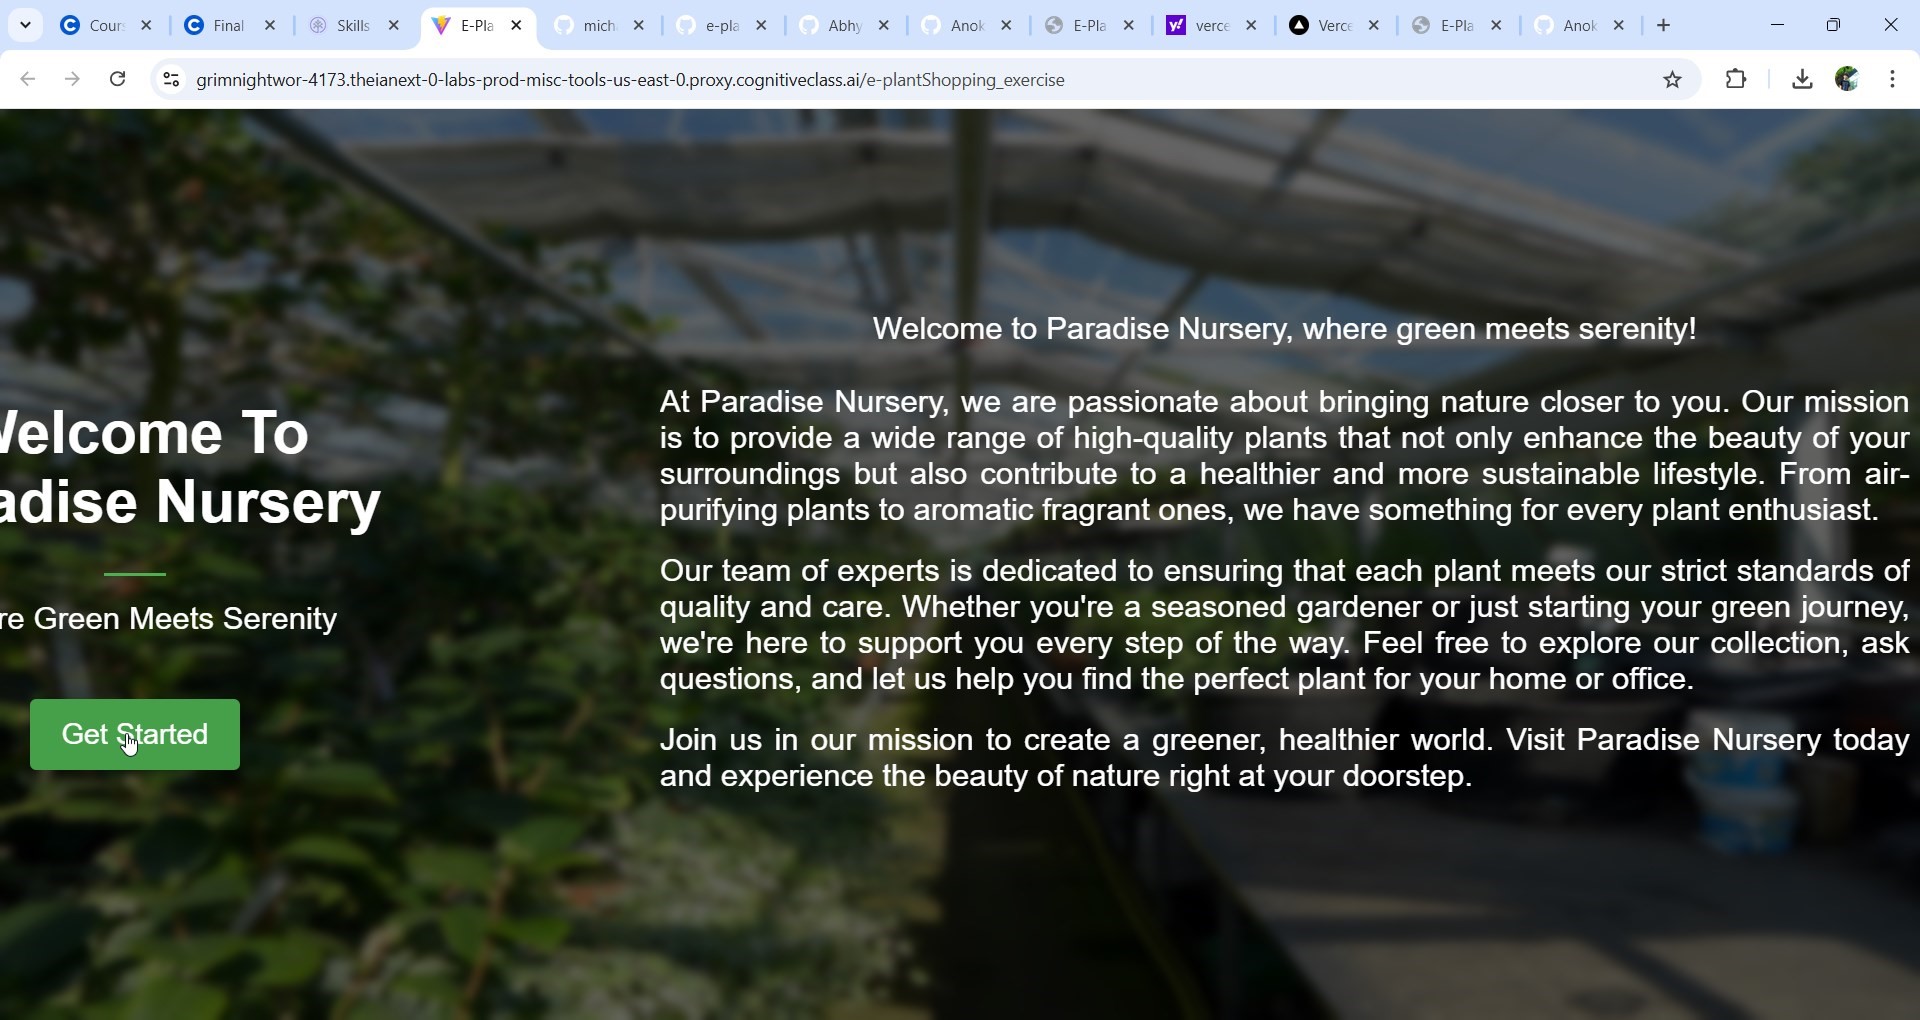 Cour
Final
Skills
E-Pla
mich
e-pla
Abhy
Anok
E-Pla
verce
Verce
E-Pla
Anok
grimnightwor-4173.theianext-0-labs-prod-misc-tools-us-east-0.proxy.cognitiveclass.ai/e-plantShopping_exercise
Welcome to Paradise Nursery, where green meets serenity!
At Paradise Nursery, we are passionate about bringing nature closer to you. Our mission
is to provide a wide range of high-quality plants that not only enhance the beauty of your
surroundings but also contribute to a healthier and more sustainable lifestyle. From air-
purifying plants to aromatic fragrant ones, we have something for every plant enthusiast.
Our team of experts is dedicated to ensuring that each plant meets our strict standards of
quality and care. Whether you're a seasoned gardener or just starting your green journey,
we're here to support you every step of the way. Feel free to explore our collection, ask
questions, and let us help you find the perfect plant for your home or office.
Join us in our mission to create a greener, healthier world. Visit Paradise Nursery today
and experience the beauty of nature right at your doorstep.
Welcome To
adise Nursery
re Green Meets Serenity
Get Started